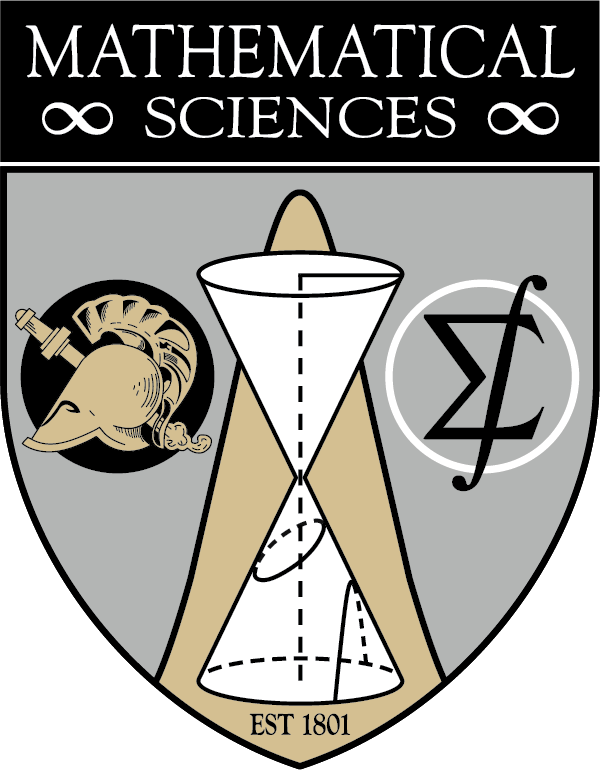 MATHEMATICAL
∞ SCIENCES ∞
∑ ∫
EST 1801